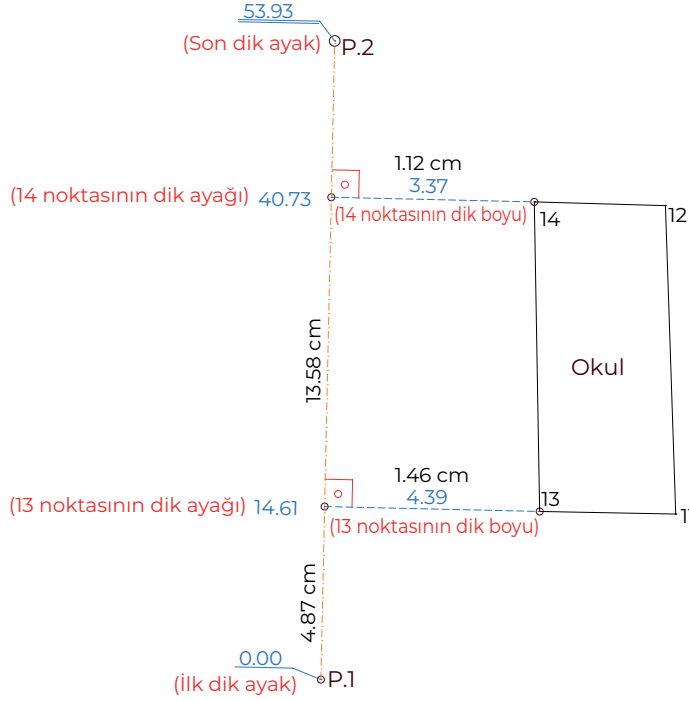 53.93
(Son dik ayak) P.2
1.12 cm
(14 noktasının dik ayağı) 40.73
3.37
(14 noktasının dik boyu)
14
12
13.58 cm
Okul
1.46 cm
(13 noktasının dik ayağı) 14.61
4.39
13
(13 noktasının dik boyu)
4.87 cm
0.00
(İlk dik ayak)
P.1